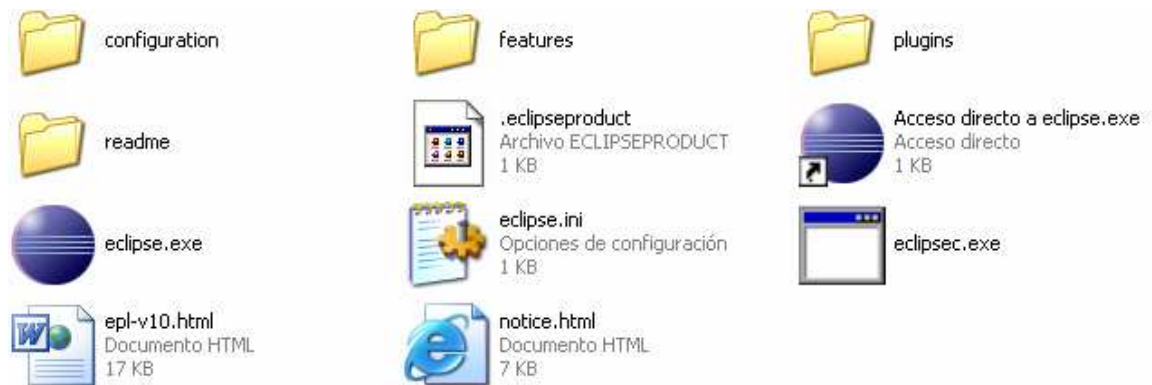 configuration
features
plugins
readme
.eclipseproduct
Archivo ECLIPSEPRODUCT
1 KB
Acceso directo a eclipse.exe
Acceso directo
1 KB
eclipse.exe
eclipse.ini
Opciones de configuración
1 KB
eclipsec.exe
epl-v10.html
Documento HTML
17 KB
notice.html
Documento HTML
7 KB